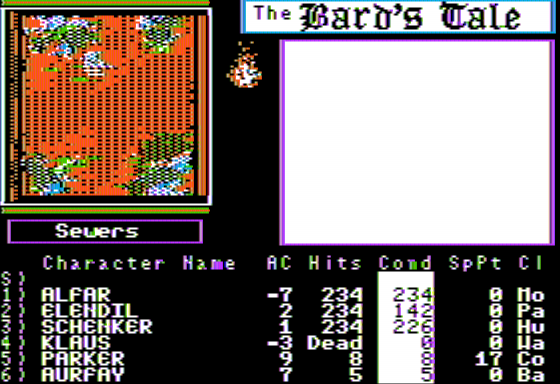 The Bard's Tale
Sewers
Character Name AC Hits Cond SpPt Cl
S)
1) ALFAR -7 234 234 0 Mo
2) ELENDIL 2 234 142 0 Pa
3) SCHENKER 1 234 226 0 Hu
4) KLAUS -3 Dead 0 0 Wa
5) PARKER 9 8 8 17 Co
6) AURFAY 7 5 5 0 Ba